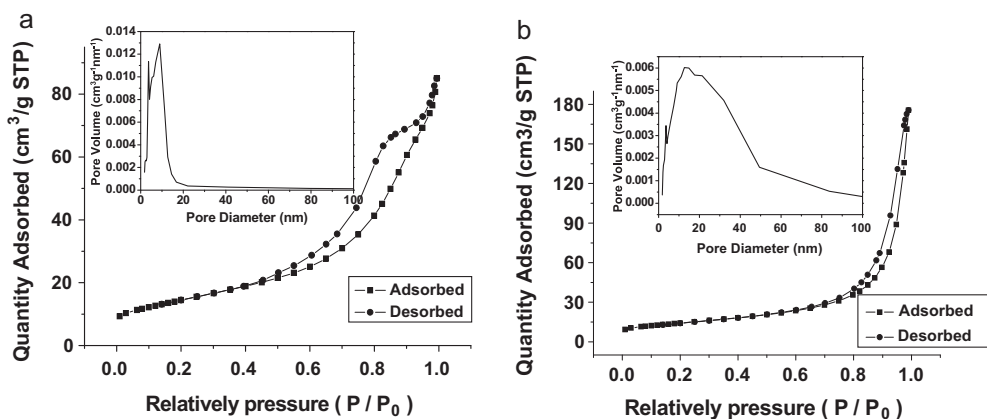 a
Quantity Adsorbed (cm³/g STP)
80
60
40
20
0
0.0 0.2 0.4 0.6 0.8 1.0
Relatively pressure ( P / P₀ )
Adsorbed
Desorbed
Pore Volume (cm³g⁻¹nm⁻¹)
0.014
0.012
0.010
0.008
0.006
0.004
0.002
0.000
0 20 40 60 80 100
Pore Diameter (nm)
b
Quantity Adsorbed (cm3/g STP)
180
150
120
90
60
30
0
0.0 0.2 0.4 0.6 0.8 1.0
Relatively pressure ( P / P₀ )
Adsorbed
Desorbed
Pore Volume (cm³g⁻¹nm⁻¹)
0.006
0.005
0.004
0.003
0.002
0.001
0.000
0 20 40 60 80 100
Pore Diameter (nm)